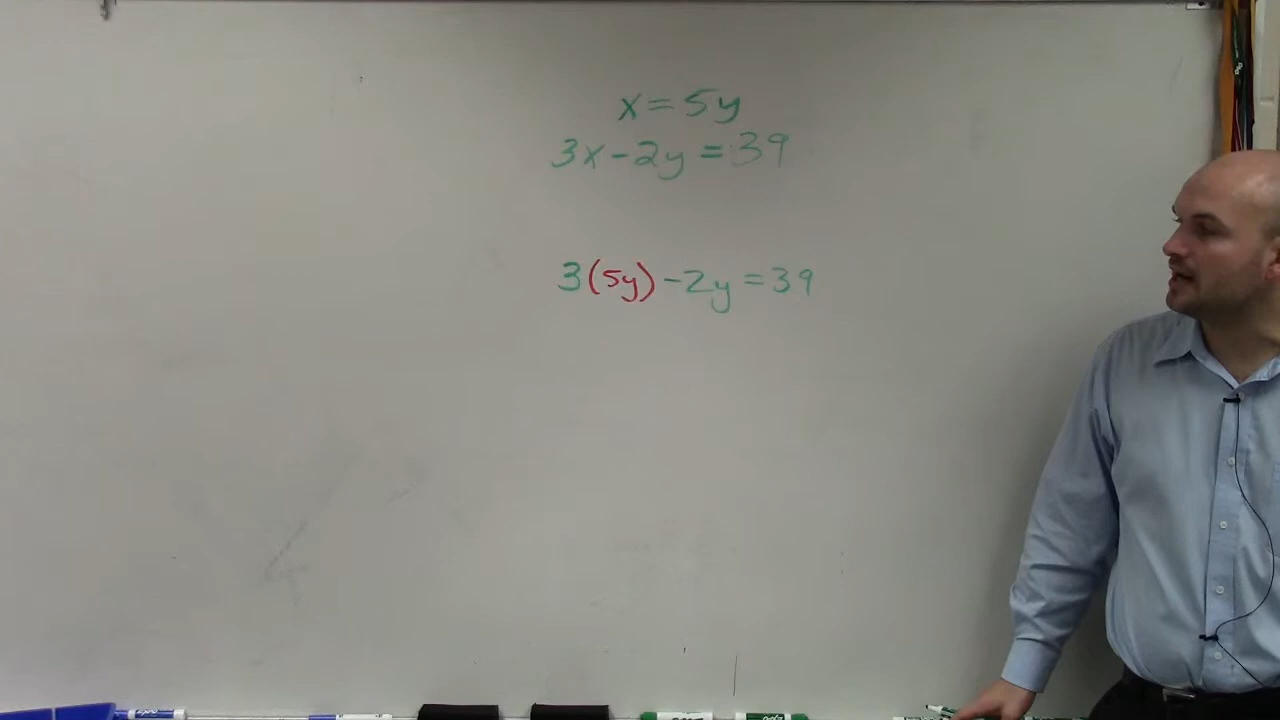 x = 5y
3x - 2y = 39
3(5y) - 2y = 39